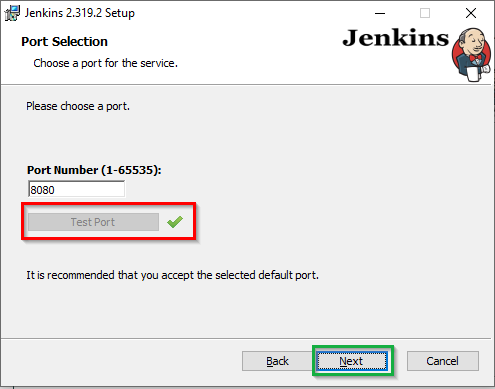 Jenkins 2.319.2 Setup
Port Selection
Choose a port for the service.
Jenkins
Please choose a port.
Port Number (1-65535):
8080
Test Port
It is recommended that you accept the selected default port.
Back
Next
Cancel